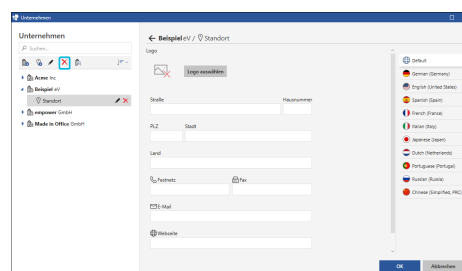 Unternehmen
Unternehmen
Suchen...
Acme Inc
Beispiel eV
Standort
empower GmbH
Made in Office GmbH
Beispiel eV / Standort
Logo
Logo auswählen
Straße Hausnummer
PLZ Stadt
Land
Festnetz Fax
E-Mail
Webseite
Default
German (Germany)
English (United States)
Spanish (Spain)
French (France)
Italian (Italy)
Japanese (Japan)
Dutch (Netherlands)
Portuguese (Portugal)
Russian (Russia)
Chinese (Simplified, PRC)
OK Abbrechen